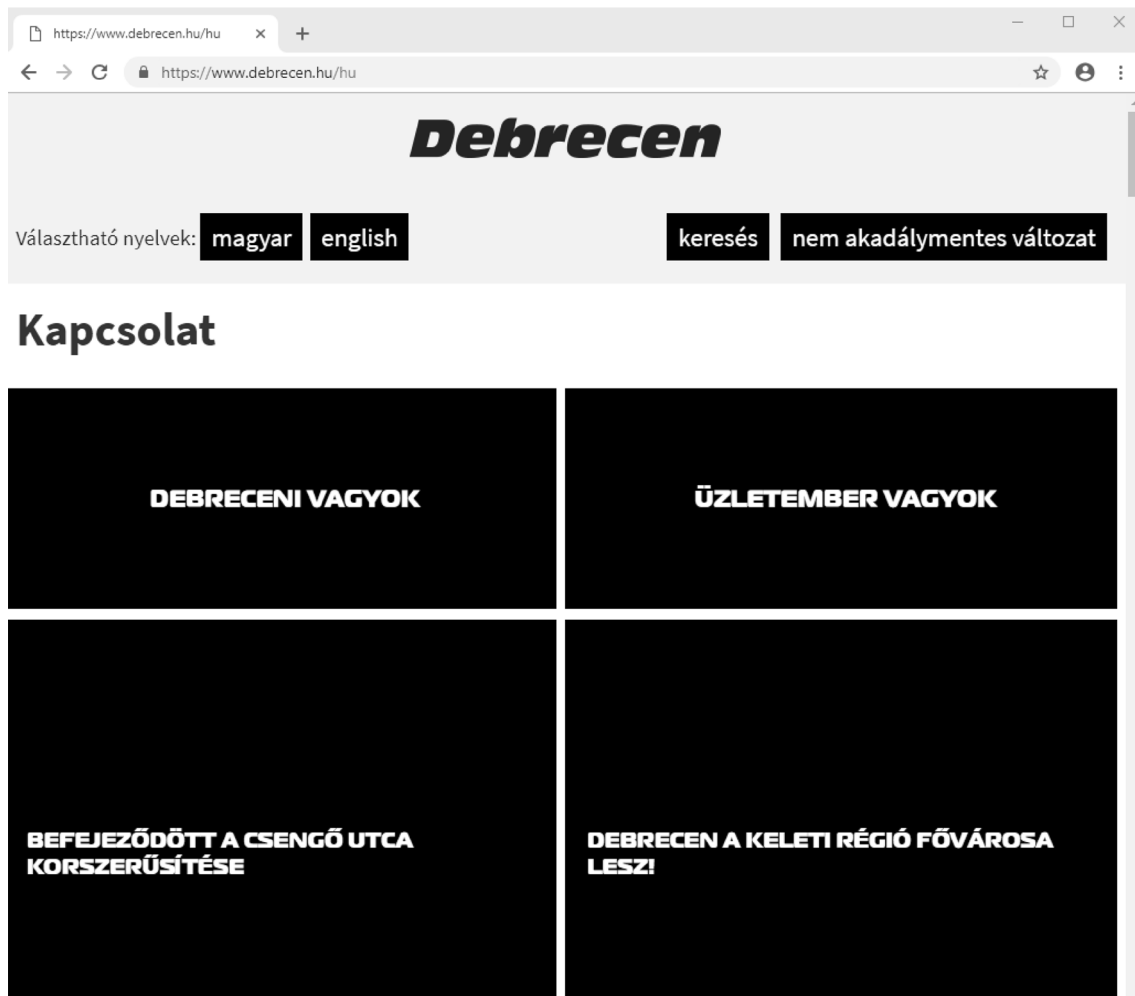 https://www.debrecen.hu/hu
https://www.debrecen.hu/hu
Debrecen
Választható nyelvek: magyar english keresés nem akadálymentes változat
Kapcsolat
DEBRECENI VAGYOK
ÜZLETEMBER VAGYOK
BEFEJEZŐDÖTT A CSENGŐ UTCA
KORSZERŰSÍTÉSE
DEBRECEN A KELETI RÉGIÓ FŐVÁROSA
LESZ!